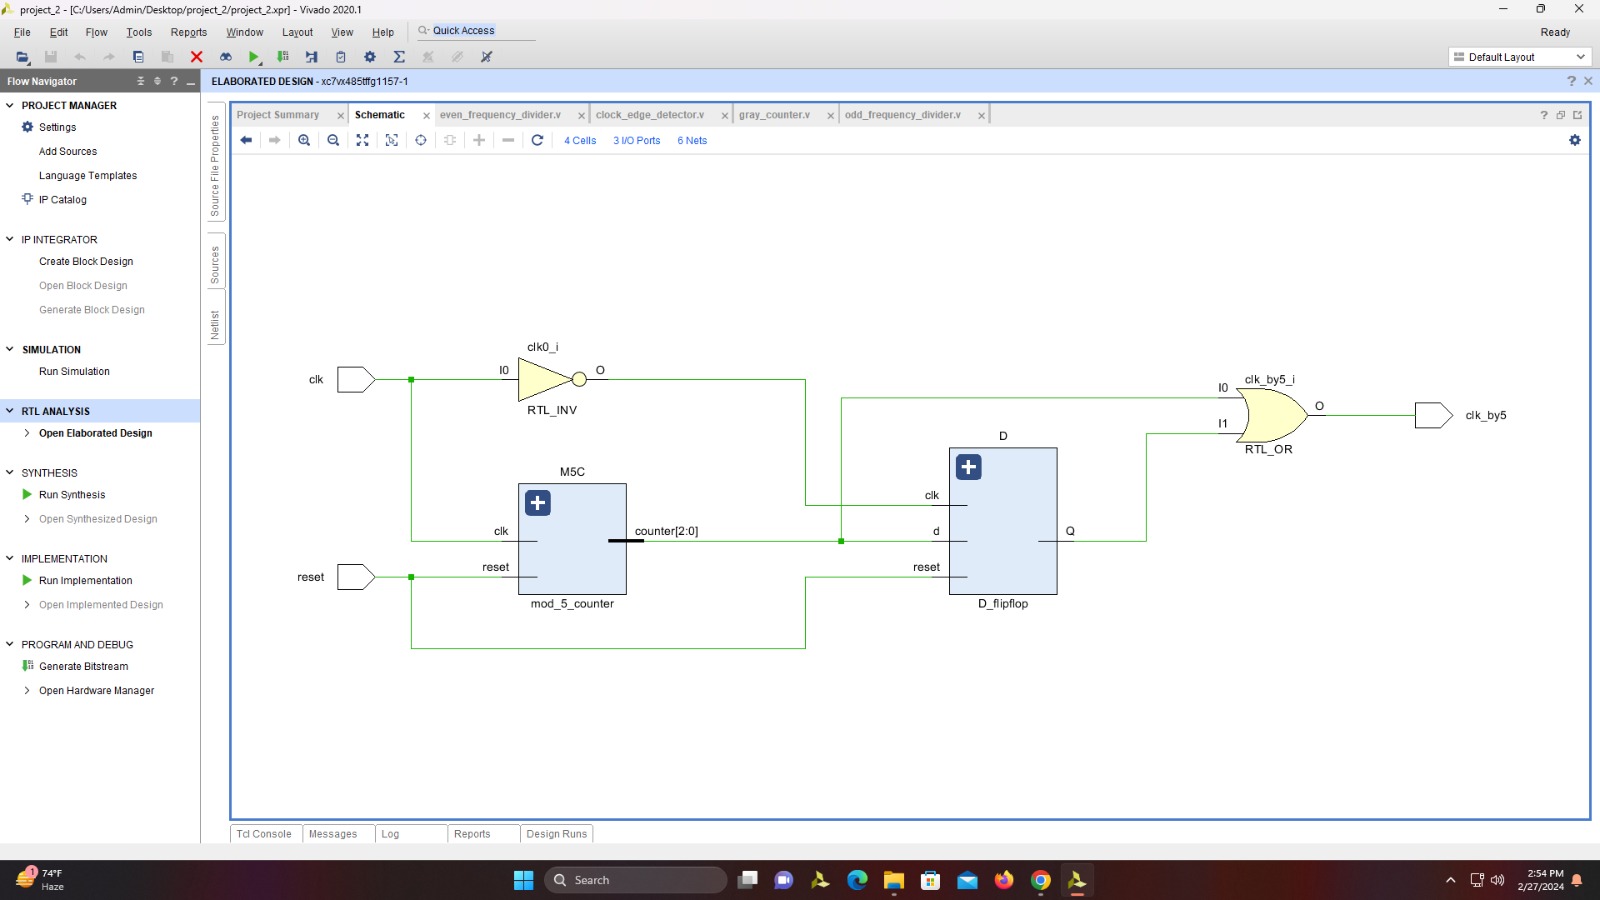 project_2 - [C:/Users/Admin/Desktop/project_2/project_2.xpr] - Vivado 2020.1
File Edit Flow Tools Reports Window Layout View Help Quick Access Ready
Default Layout
Flow Navigator
ELABORATED DESIGN - xc7vx485tffg1157-1
PROJECT MANAGER
Settings
Add Sources
Language Templates
IP Catalog
IP INTEGRATOR
Create Block Design
Open Block Design
Generate Block Design
SIMULATION
Run Simulation
RTL ANALYSIS
Open Elaborated Design
SYNTHESIS
Run Synthesis
Open Synthesized Design
IMPLEMENTATION
Run Implementation
Open Implemented Design
PROGRAM AND DEBUG
Generate Bitstream
Open Hardware Manager
Source File Properties
Sources
Netlist
Project Summary Schematic even_frequency_divider.v clock_edge_detector.v gray_counter.v odd_frequency_divider.v
4 Cells 3 I/O Ports 6 Nets
clk0_i
clk I0 O
RTL_INV
M5C
clk counter[2:0]
reset reset
mod_5_counter
D
clk
d Q
reset
D_flipflop
clk_by5_i
I0
O clk_by5
I1
RTL_OR
Tcl Console Messages Log Reports Design Runs
1
74°F
Haze
Search
2:54 PM
2/27/2024